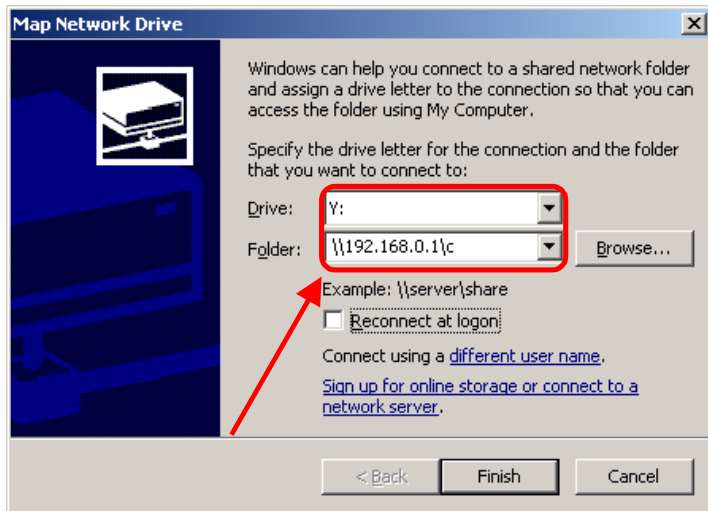 Map Network Drive
Windows can help you connect to a shared network folder
and assign a drive letter to the connection so that you can
access the folder using My Computer.
Specify the drive letter for the connection and the folder
that you want to connect to:
Drive: Y:
Folder: \\192.168.0.1\c Browse...
Example: \\server\share
Reconnect at logon
Connect using a different user name.
Sign up for online storage or connect to a
network server.
< Back Finish Cancel